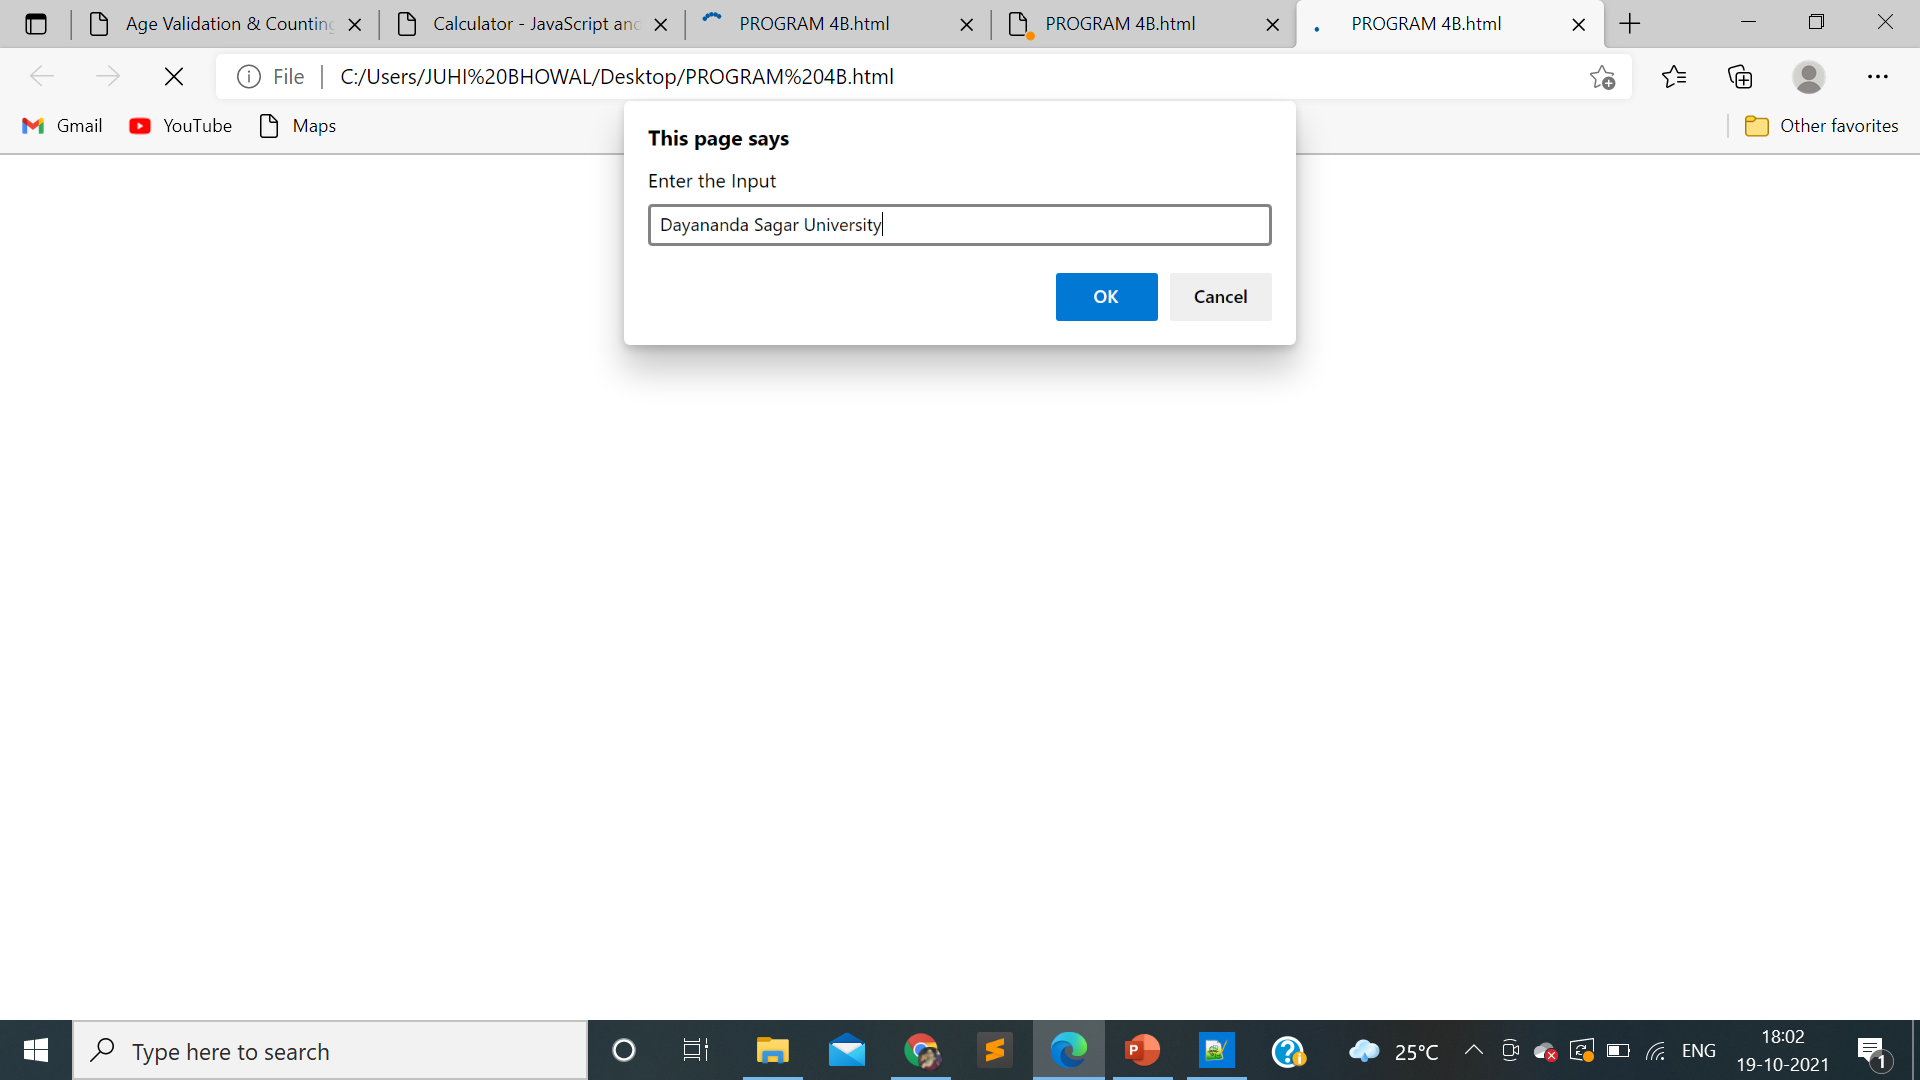 Age Validation & Counting
Calculator - JavaScript and
PROGRAM 4B.html
PROGRAM 4B.html
PROGRAM 4B.html
File
C:/Users/JUHI%20BHOWAL/Desktop/PROGRAM%204B.html
Gmail
YouTube
Maps
Other favorites
This page says
Enter the Input
Dayananda Sagar University
OK
Cancel
Type here to search
P
25°C
ENG
18:02
19-10-2021
1